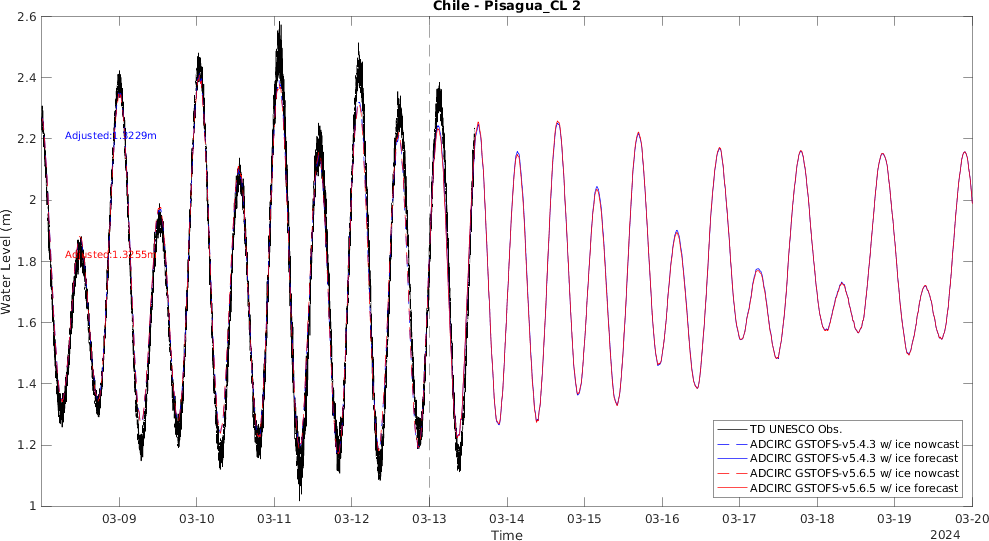 Chile - Pisagua_CL 2
2.6
2.4
2.2
2
1.8
1.6
1.4
1.2
1
Water Level (m)
Adjusted:1.3229m
Adjusted:1.3255m
TD UNESCO Obs.
ADCIRC GSTOFS-v5.4.3 w/ ice nowcast
ADCIRC GSTOFS-v5.4.3 w/ ice forecast
ADCIRC GSTOFS-v5.6.5 w/ ice nowcast
ADCIRC GSTOFS-v5.6.5 w/ ice forecast
03-09 03-10 03-11 03-12 03-13 03-14 03-15 03-16 03-17 03-18 03-19 03-20
Time
2024